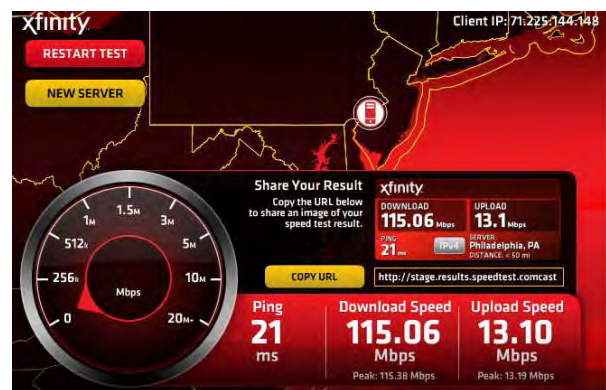 xfinity
Client IP: 71.225.144.148
RESTART TEST
NEW SERVER
Share Your Result
Copy the URL below
to share an image of your
speed test result.
COPY URL
xfinity
DOWNLOAD
115.06 Mbps
UPLOAD
13.1 Mbps
PING
21 ms
IPv4
SERVER:
Philadelphia, PA
DISTANCE: < 60 mi
http://stage.results.speedtest.comcast
0
256k
512k
1M
1.5M
3M
5M
10M
20M+
Mbps
Ping
21
ms
Download Speed
115.06
Mbps
Peak: 115.38 Mbps
Upload Speed
13.10
Mbps
Peak: 13.19 Mbps